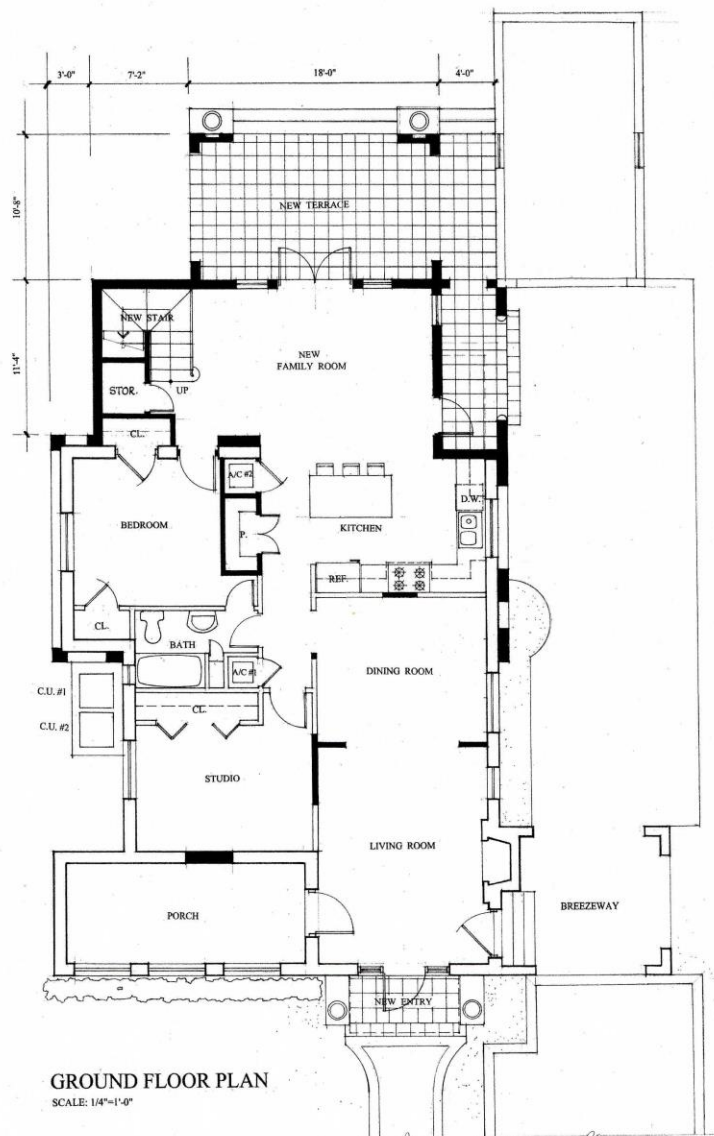 3'-0"
7'-2"
18'-0"
4'-0"
10'-8"
NEW TERRACE
11'-4"
NEW STAIR
NEW
FAMILY ROOM
STOR.
UP
CL.
A/C #2
D.W.
BEDROOM
P.
KITCHEN
REF.
CL.
BATH
A/C #1
DINING ROOM
C.U. #1
CL.
C.U. #2
STUDIO
LIVING ROOM
PORCH
BREEZEWAY
NEW ENTRY
GROUND FLOOR PLAN
SCALE: 1/4"=1'-0"